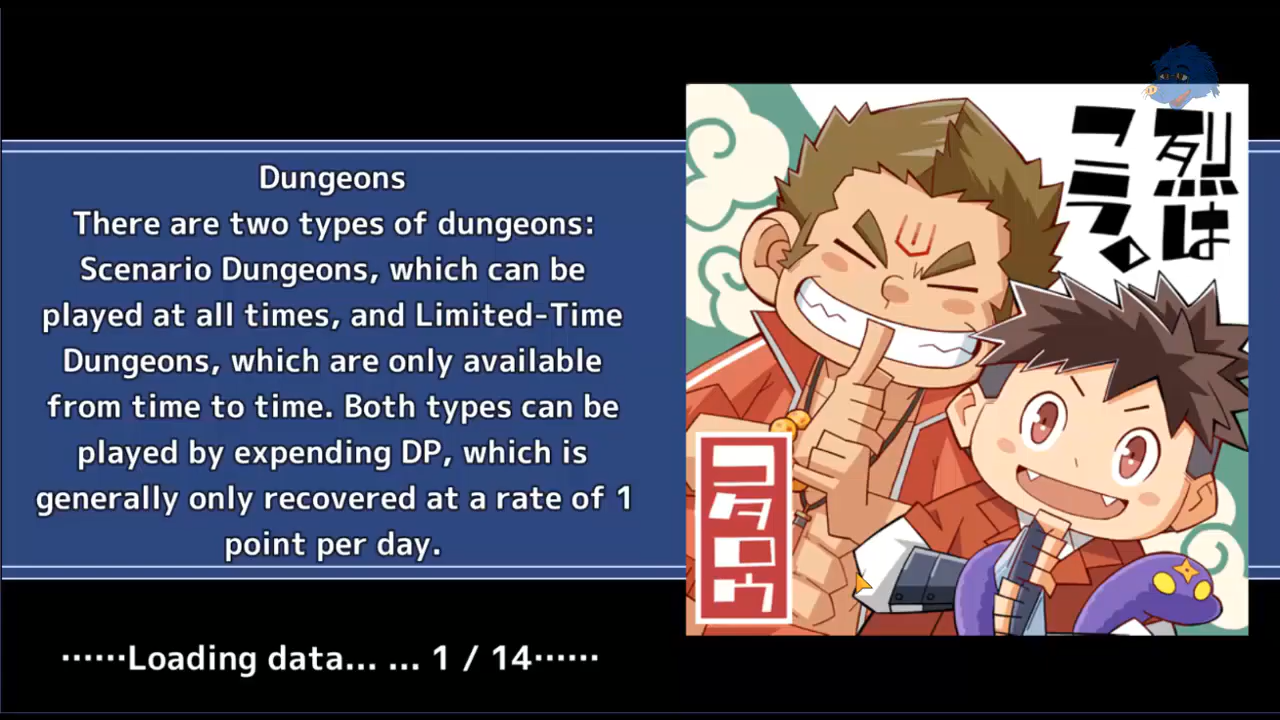 Dungeons
There are two types of dungeons:
Scenario Dungeons, which can be
played at all times, and Limited-Time
Dungeons, which are only available
from time to time. Both types can be
played by expending DP, which is
generally only recovered at a rate of 1
point per day.
······Loading data... ... 1 / 14······
烈は
コラ。
コタロウ